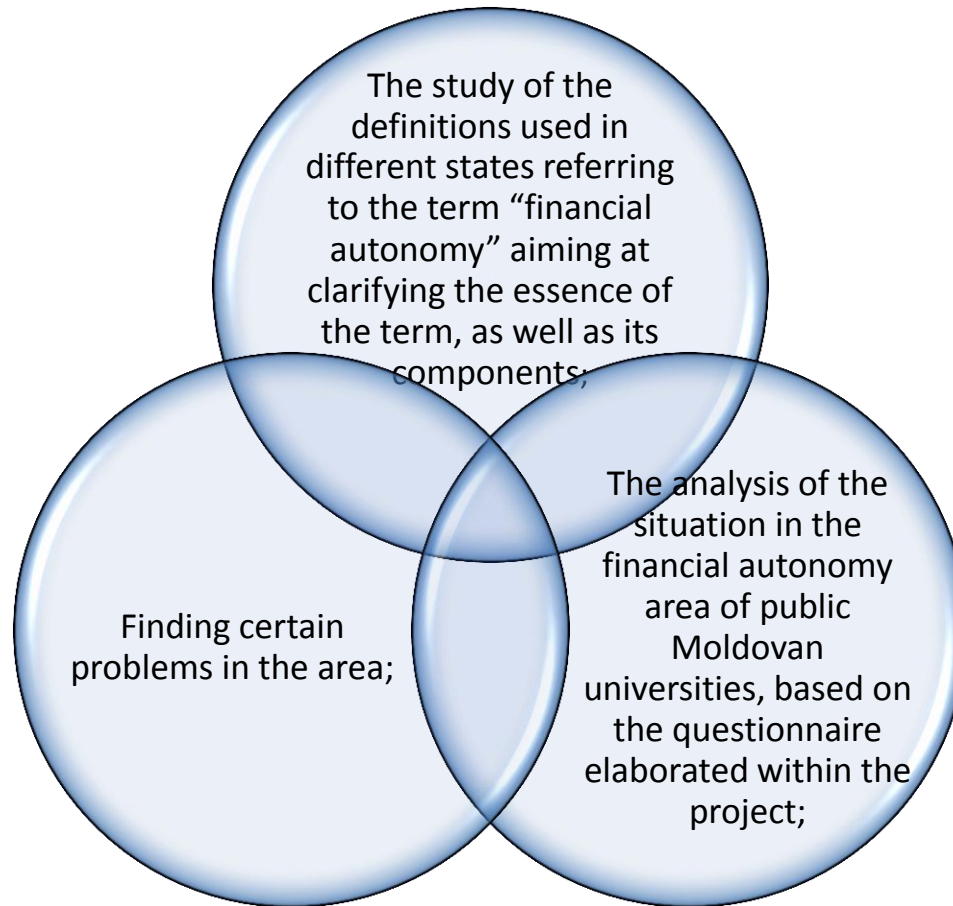 The study of the
definitions used in
different states referring
to the term “financial
autonomy” aiming at
clarifying the essence of
the term, as well as its
components;
The analysis of the
situation in the
financial autonomy
area of public
Moldovan
universities, based on
the questionnaire
elaborated within the
project;
Finding certain
problems in the area;